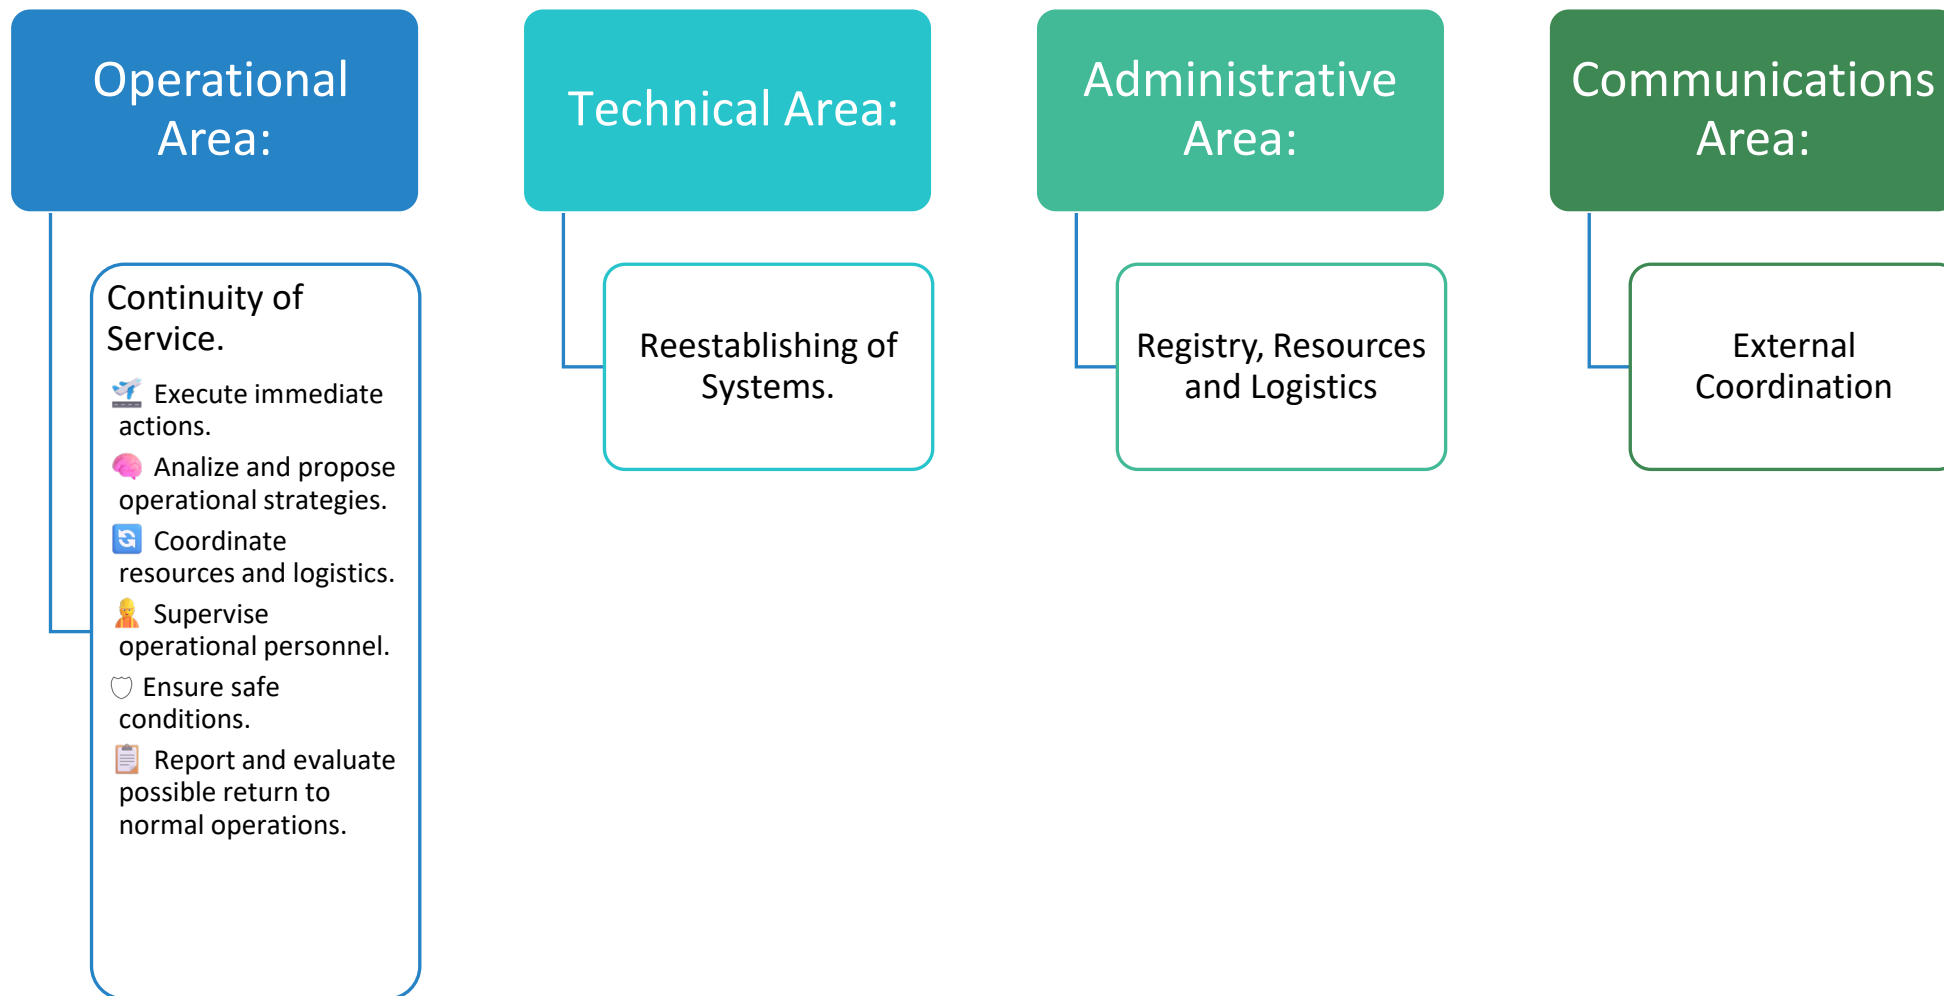 Operational
Area:
Continuity of
Service.
Execute immediate
actions.
Analize and propose
operational strategies.
Coordinate
resources and logistics.
Supervise
operational personnel.
Ensure safe
conditions.
Report and evaluate
possible return to
normal operations.
Technical Area:
Reestablishing of
Systems.
Administrative
Area:
Registry, Resources
and Logistics
Communications
Area:
External
Coordination